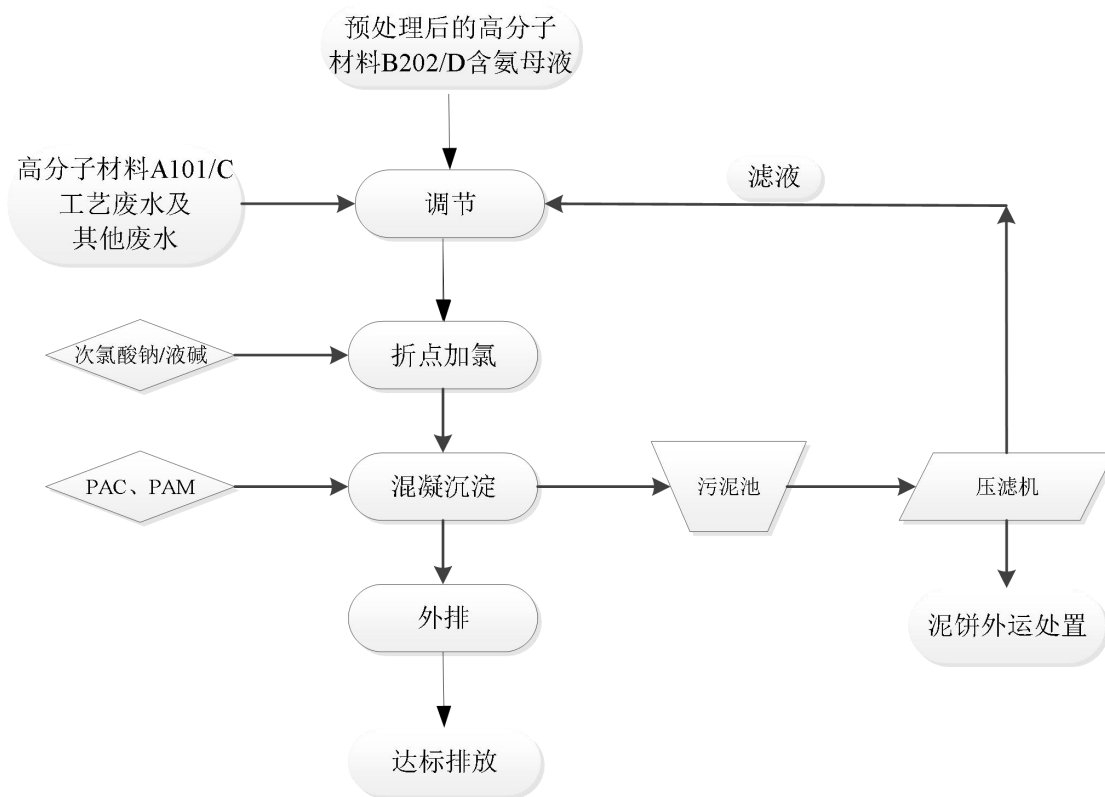 预处理后的高分子
材料B202/D含氨母液
高分子材料A101/C
工艺废水及
其他废水
调节
滤液
次氯酸钠/液碱
折点加氯
PAC、PAM
混凝沉淀
污泥池
压滤机
外排
泥饼外运处置
达标排放